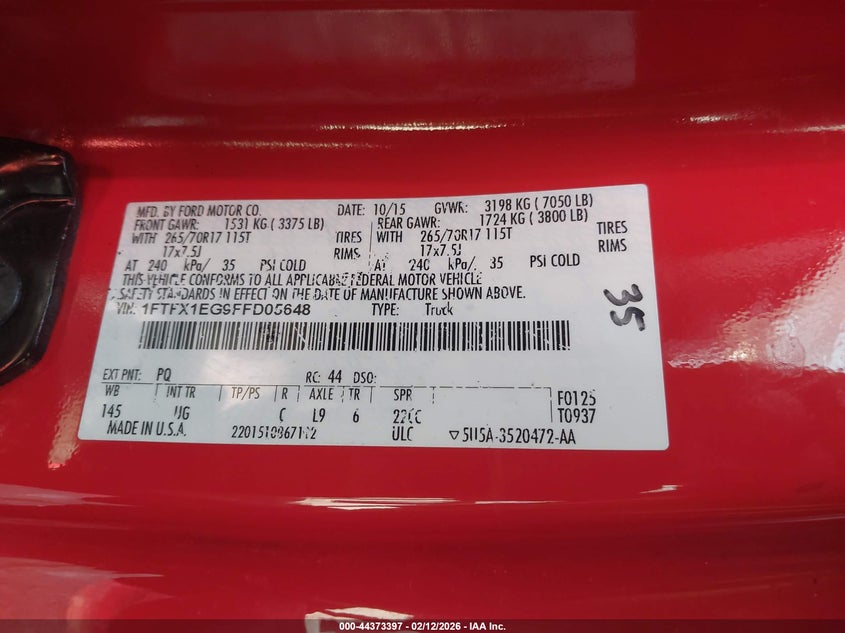 MFD. BY FORD MOTOR CO. DATE: 10/15 GVWR: 3198 KG ( 7050 LB)
FRONT GAWR: 1531 KG ( 3375 LB) REAR GAWR: 1724 KG ( 3800 LB)
WITH 265/70R17 115T TIRES WITH 265/70R17 115T TIRES
17x7.5J RIMS 17x7.5J RIMS
AT 240 kPa/ 35 PSI COLD AT 240 kPa/ 35 PSI COLD
THIS VEHICLE CONFORMS TO ALL APPLICABLE FEDERAL MOTOR VEHICLE
SAFETY STANDARDS IN EFFECT ON THE DATE OF MANUFACTURE SHOWN ABOVE.
VIN: 1FTFX1EG9FFD05648 TYPE: Truck
35
EXT PNT: PQ RC: 44 DSO:
WB INT TR TP/PS R AXLE TR SPR F0125
145 UG C L9 6 T0937
MADE IN U.S.A. ULC
000-44373397 - 02/12/2026 - IAA Inc.